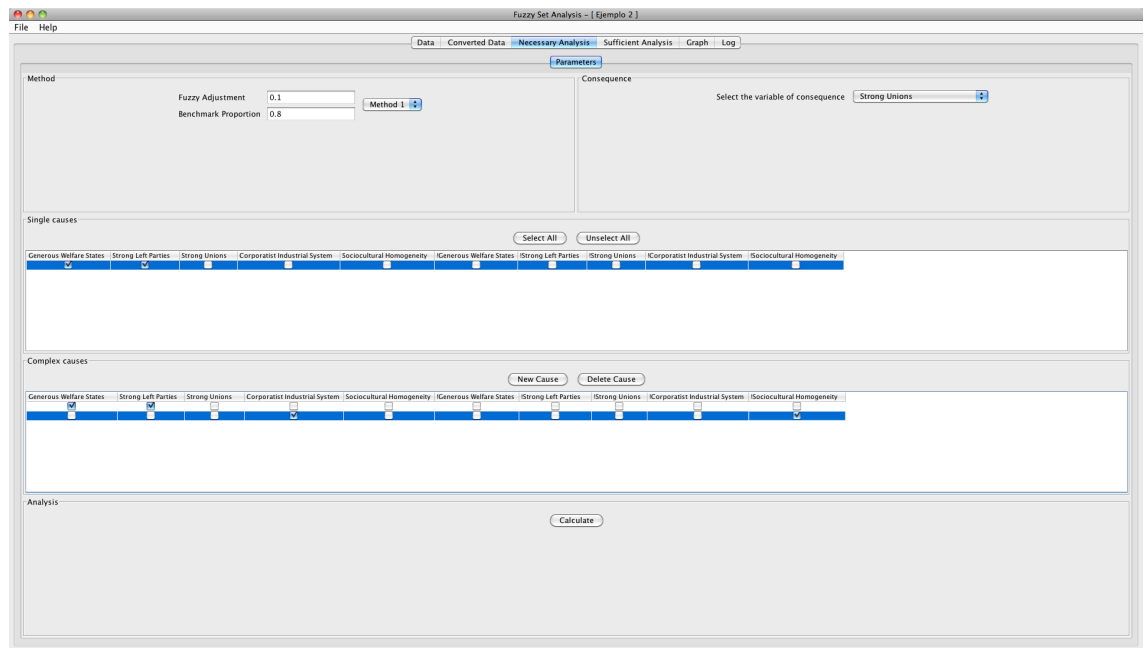 Fuzzy Set Analysis – [ Ejemplo 2 ]
File Help
Data Converted Data Necessary Analysis Sufficient Analysis Graph Log
Parameters
Method
Fuzzy Adjustment 0.1
Method 1
Benchmark Proportion 0.8
Consequence
Select the variable of consequence Strong Unions
Single causes
Select All Unselect All
Generous Welfare States Strong Left Parties Strong Unions Corporatist Industrial System Sociocultural Homogeneity !Generous Welfare States !Strong Left Parties !Strong Unions !Corporatist Industrial System !Sociocultural Homogeneity
Complex causes
New Cause Delete Cause
Generous Welfare States Strong Left Parties Strong Unions Corporatist Industrial System Sociocultural Homogeneity !Generous Welfare States !Strong Left Parties !Strong Unions !Corporatist Industrial System !Sociocultural Homogeneity
Analysis
Calculate